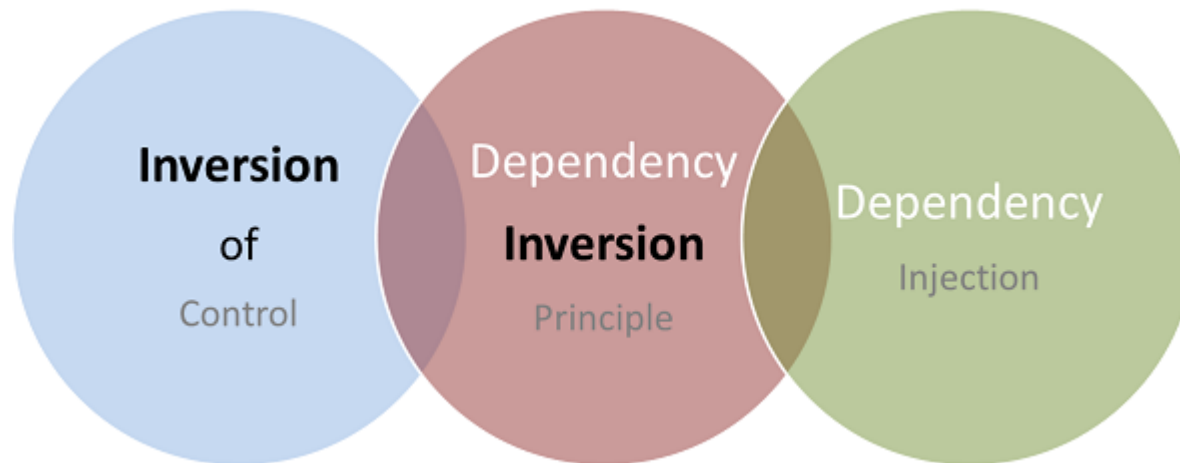 Inversion
of
Control
Dependency
Inversion
Principle
Dependency
Injection